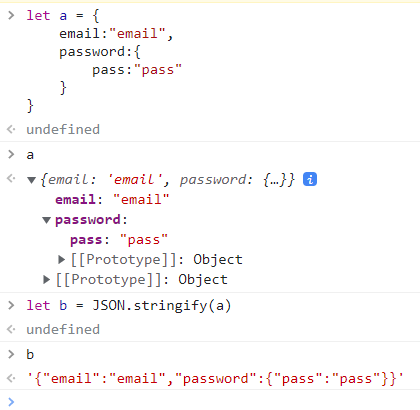 > let a = {
email:"email",
password:{
pass:"pass"
}
}
undefined
> a
{email: 'email', password: {…}} i
email: "email"
password:
pass: "pass"
[[Prototype]]: Object
[[Prototype]]: Object
> let b = JSON.stringify(a)
undefined
> b
'{"email":"email","password":{"pass":"pass"}}'
>